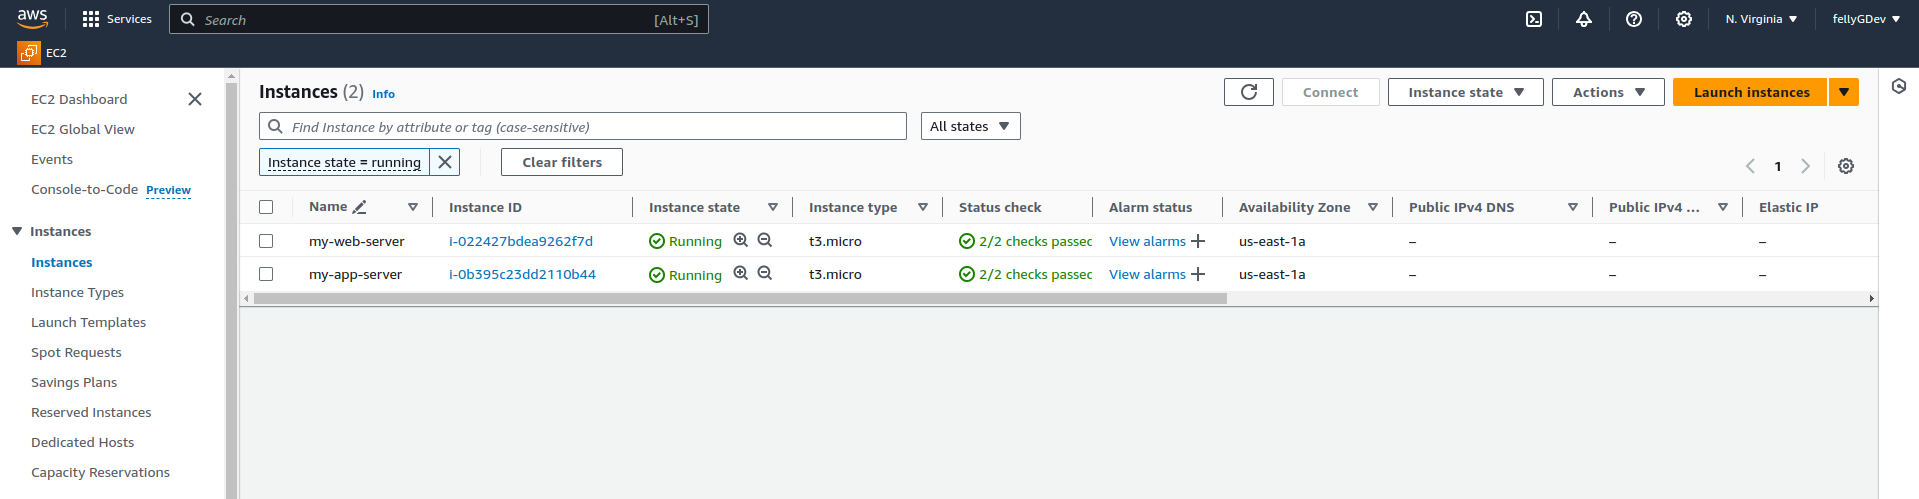 aws
Services
Search [Alt+S]
N. Virginia
fellyGDev
EC2
EC2 Dashboard
EC2 Global View
Events
Console-to-Code Preview
Instances
Instances
Instance Types
Launch Templates
Spot Requests
Savings Plans
Reserved Instances
Dedicated Hosts
Capacity Reservations
Instances (2) Info
Connect
Instance state
Actions
Launch instances
Find Instance by attribute or tag (case-sensitive)
All states
Instance state = running
Clear filters
1
Name Instance ID Instance state Instance type Status check Alarm status Availability Zone Public IPv4 DNS Public IPv4 ... Elastic IP
my-web-server i-022427bdea9262f7d Running t3.micro 2/2 checks passec View alarms + us-east-1a – – –
my-app-server i-0b395c23dd2110b44 Running t3.micro 2/2 checks passec View alarms + us-east-1a – – –